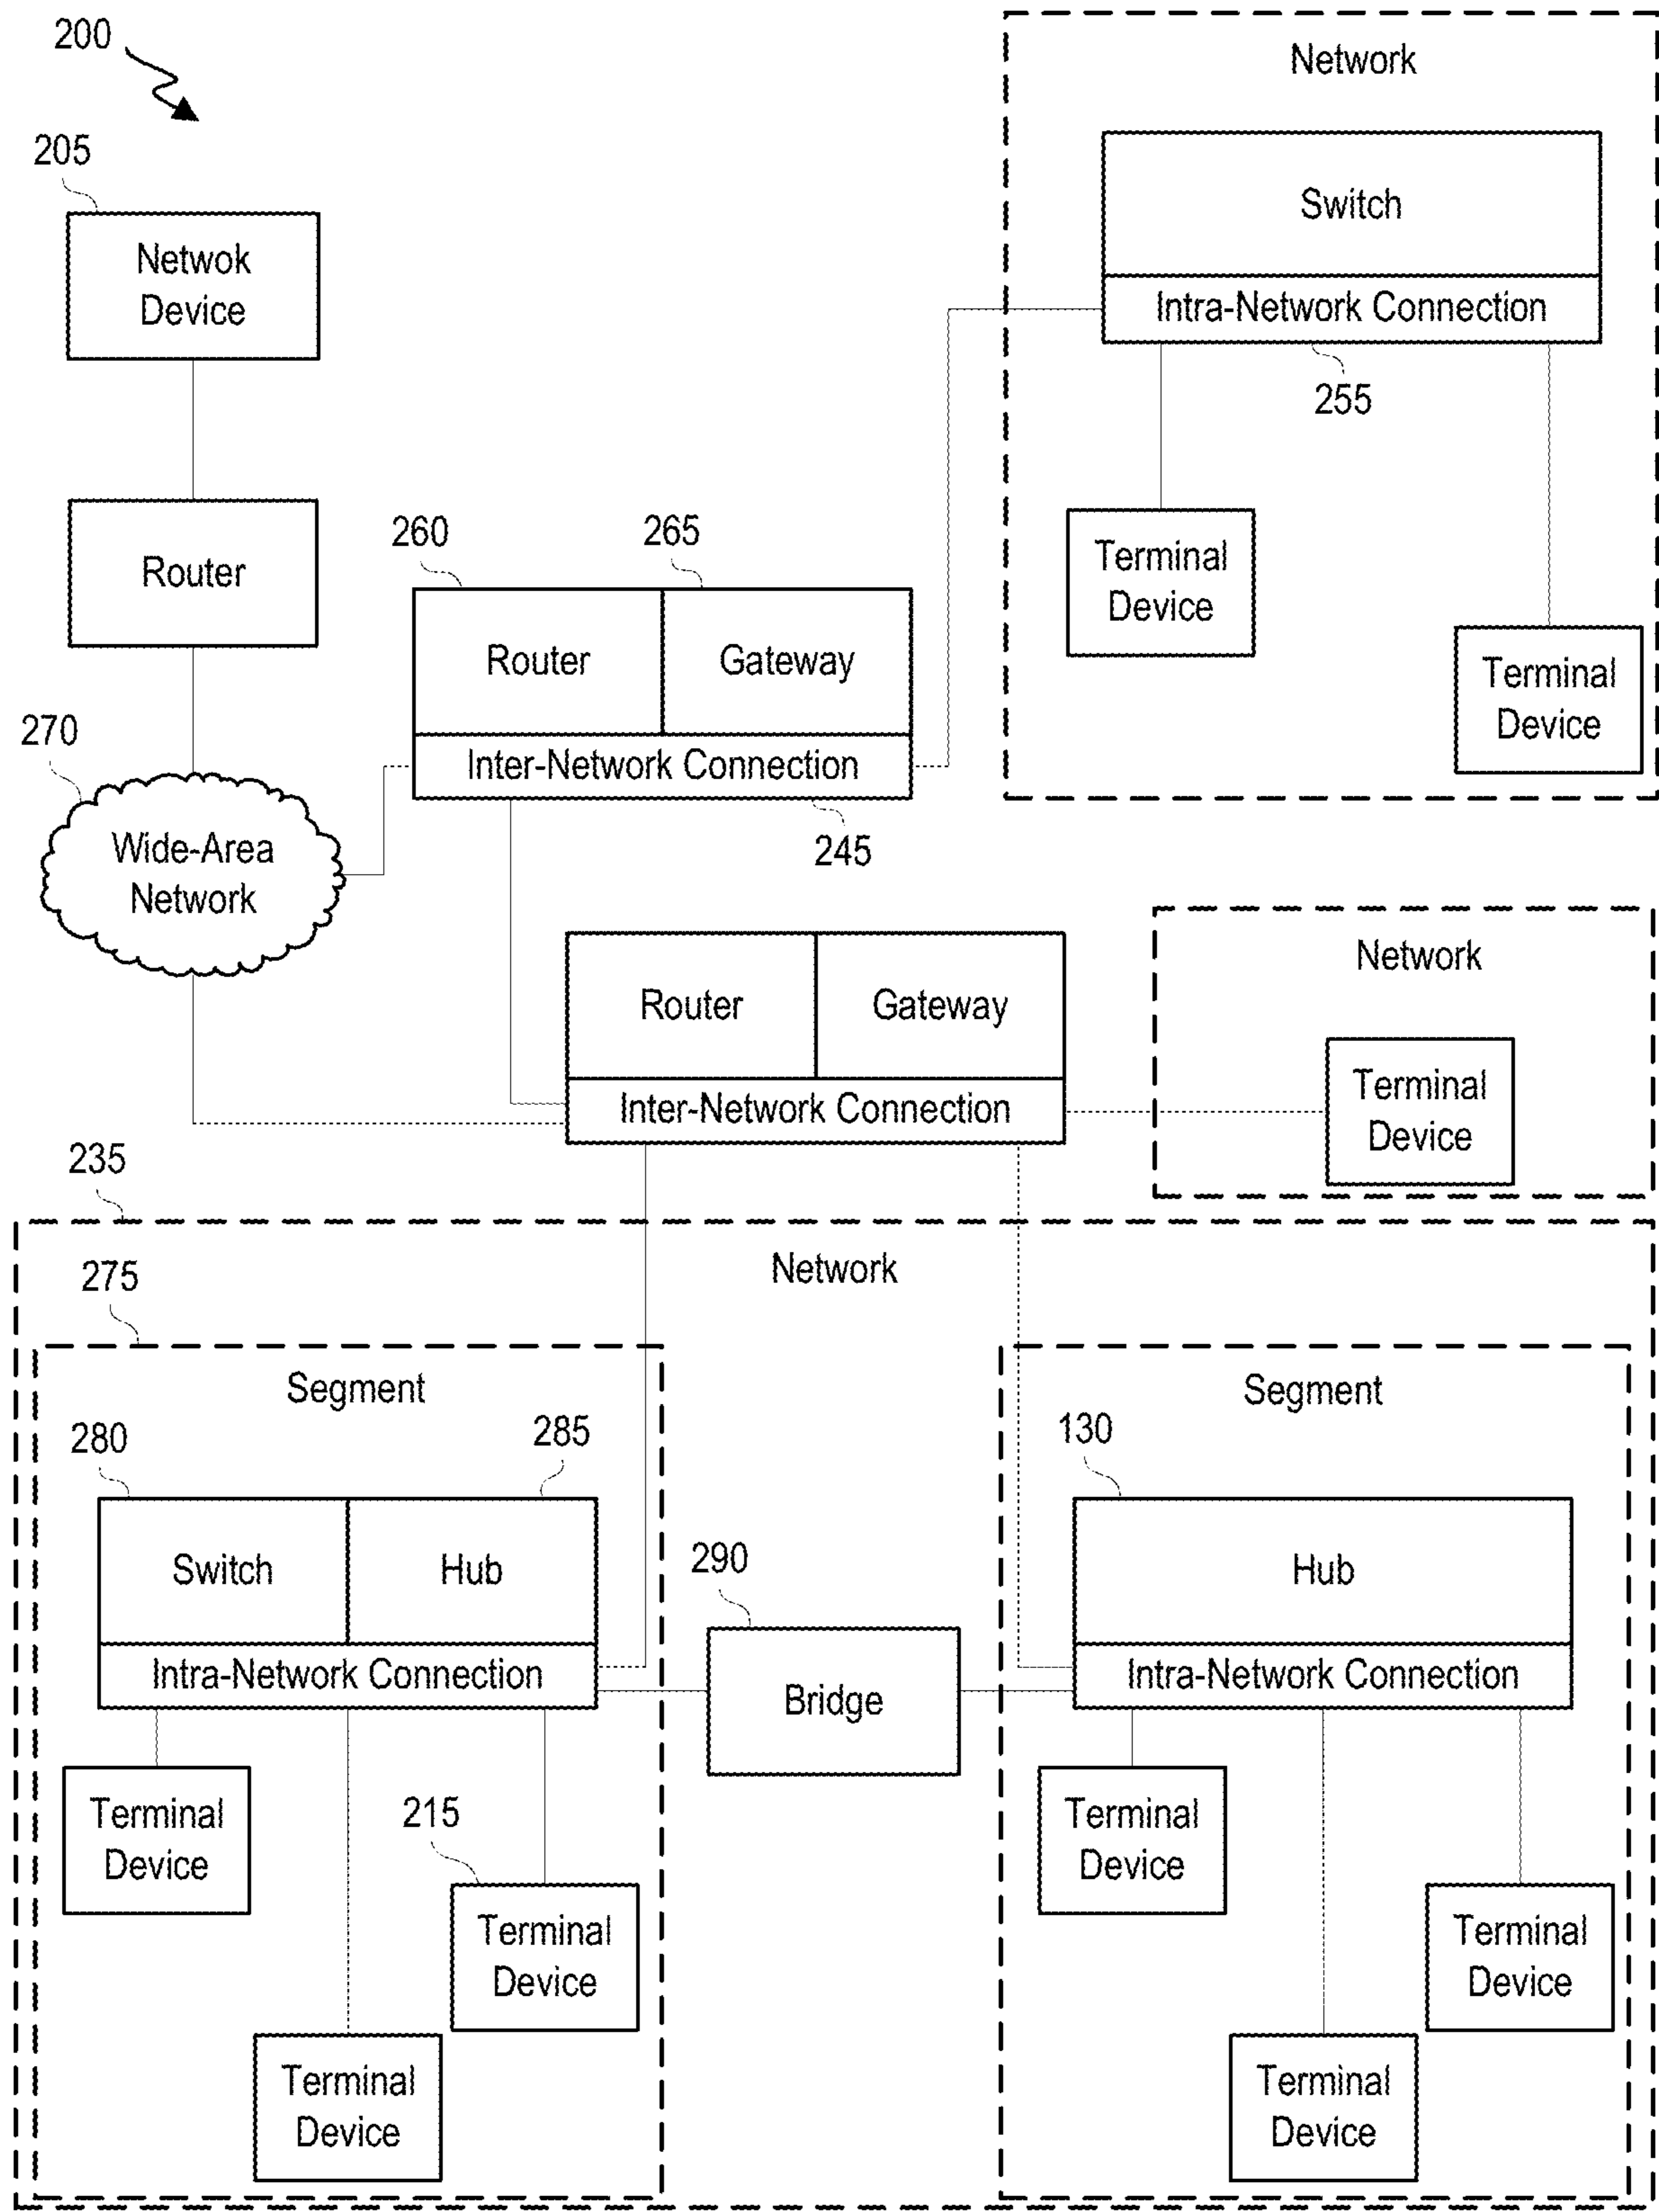 200
Network
205
Switch
Netwok
Device
Intra-Network Connection
255
260
265
Terminal
Device
Router
Router
Gateway
Terminal
Device
270
Inter-Network Connection
245
Wide-Area
Network
Network
Router
Gateway
Terminal
Device
Inter-Network Connection
235
Network
275
Segment
Segment
280
285
130
Switch
Hub
290
Hub
Intra-Network Connection
Bridge
Intra-Network Connection
Terminal
Device
215
Terminal
Device
Terminal
Device
Terminal
Device
Terminal
Device
Terminal
Device